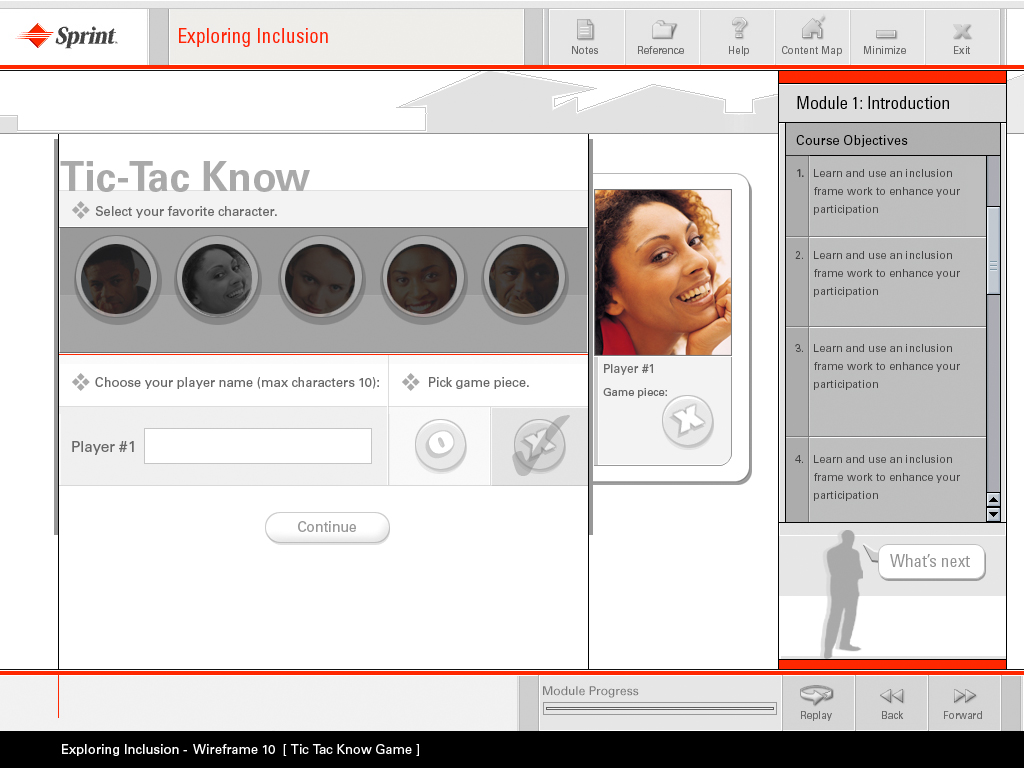 Sprint.
Exploring Inclusion
Notes
Reference
Help
Content Map
Minimize
Exit
Module 1: Introduction
Course Objectives
1. Learn and use an inclusion
frame work to enhance your
participation
2. Learn and use an inclusion
frame work to enhance your
participation
3. Learn and use an inclusion
frame work to enhance your
participation
4. Learn and use an inclusion
frame work to enhance your
participation
What's next
Tic-Tac Know
Select your favorite character.
Choose your player name (max characters 10):
Pick game piece.
Player #1
O
X
Continue
Player #1
Game piece:
X
Module Progress
Replay
Back
Forward
Exploring Inclusion - Wireframe 10 [ Tic Tac Know Game ]